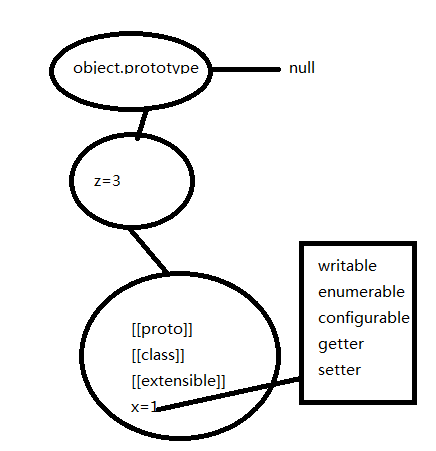 object.prototype
null
z=3
[[proto]]
[[class]]
[[extensible]]
x=1
writable
enumerable
configurable
getter
setter